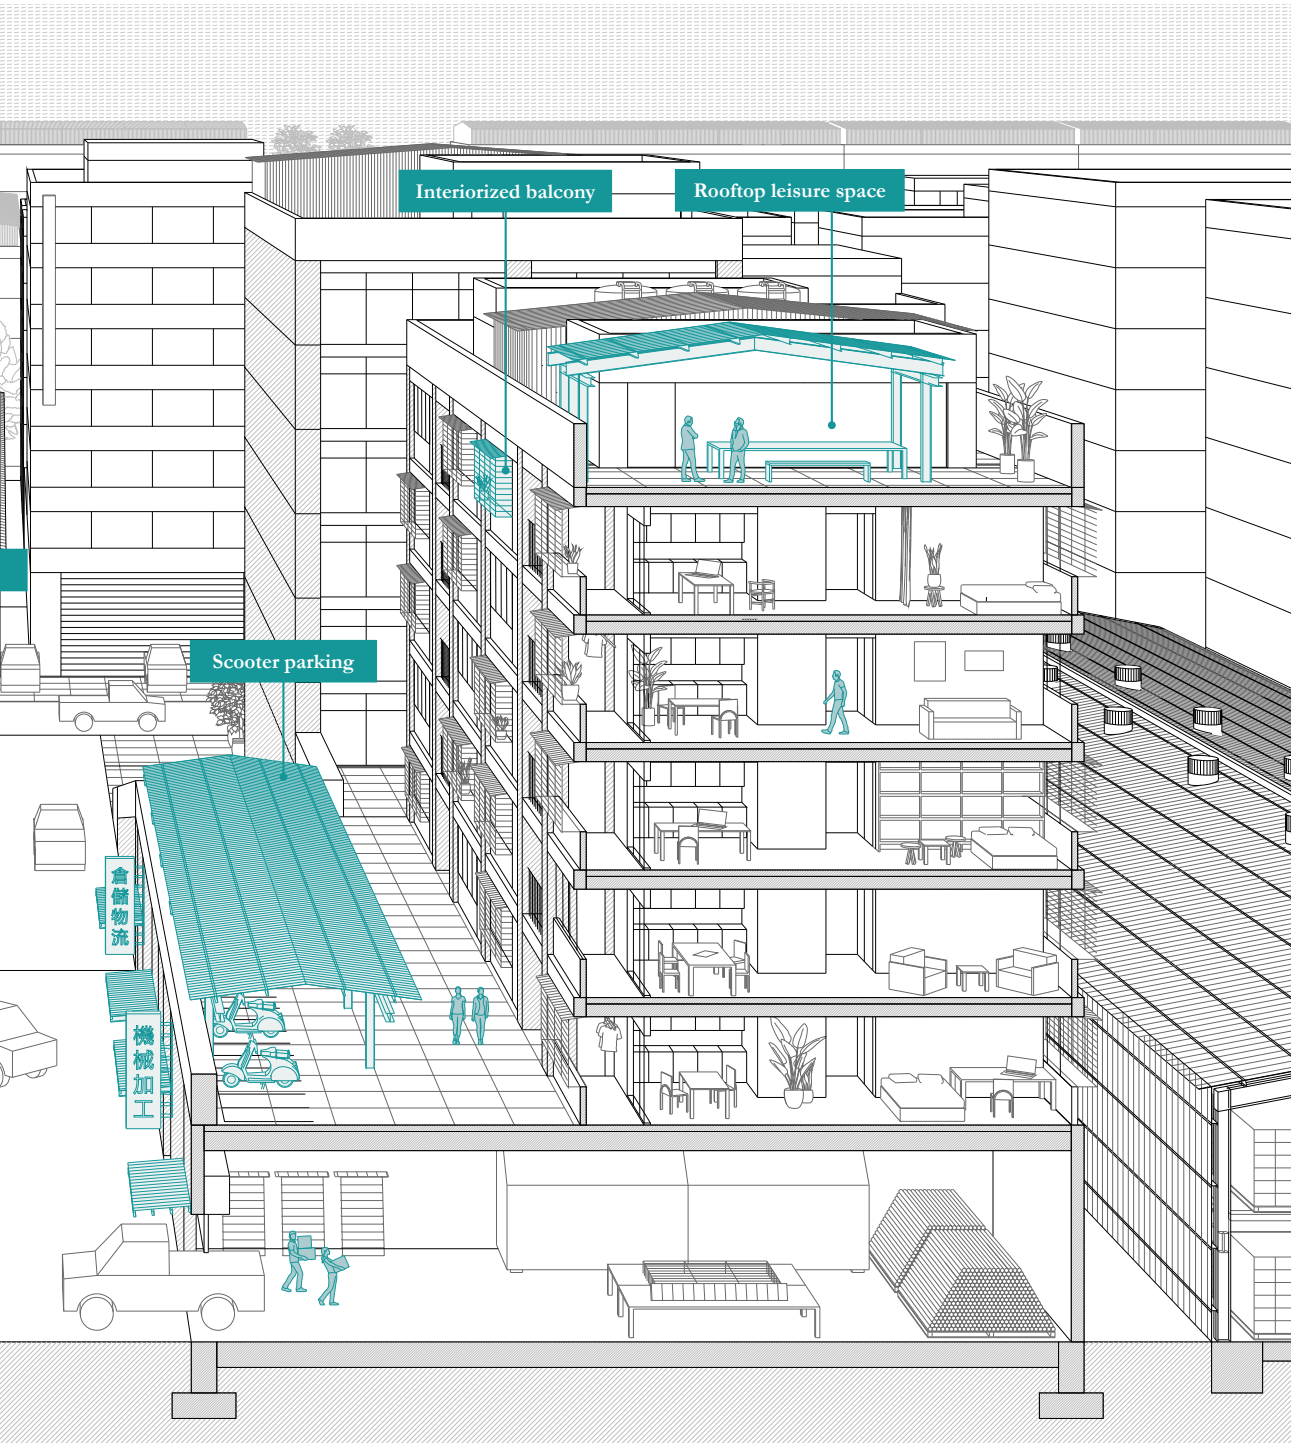 Interiorized balcony
Rooftop leisure space
Scooter parking
倉儲物流
機械加工